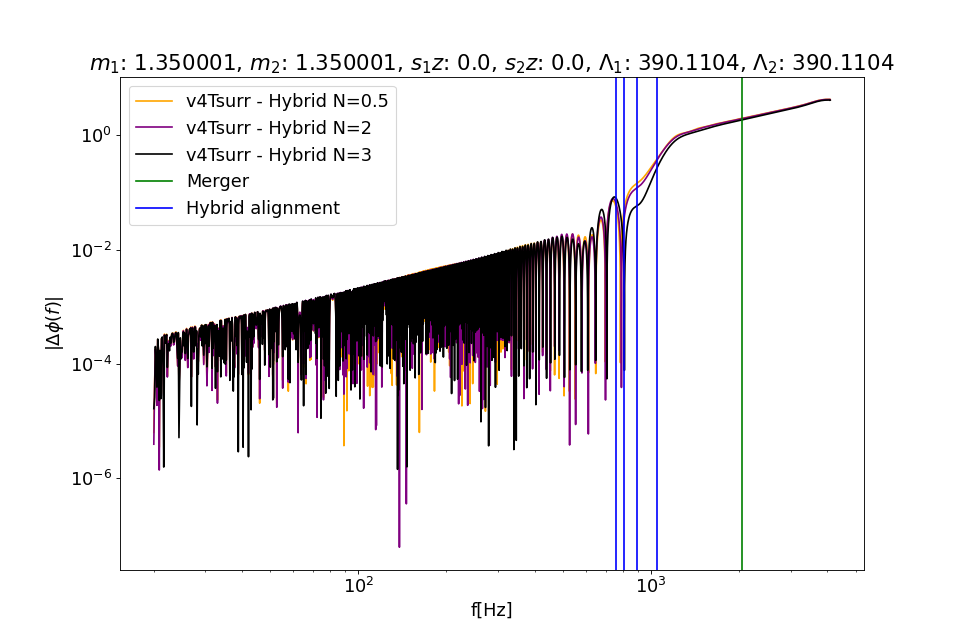 m₁: 1.350001, m₂: 1.350001, s₁z: 0.0, s₂z: 0.0, Λ₁: 390.1104, Λ₂: 390.1104
v4Tsurr - Hybrid N=0.5
v4Tsurr - Hybrid N=2
v4Tsurr - Hybrid N=3
Merger
Hybrid alignment
|Δϕ(f)|
10⁰
10⁻²
10⁻⁴
10⁻⁶
10² 10³
f[Hz]